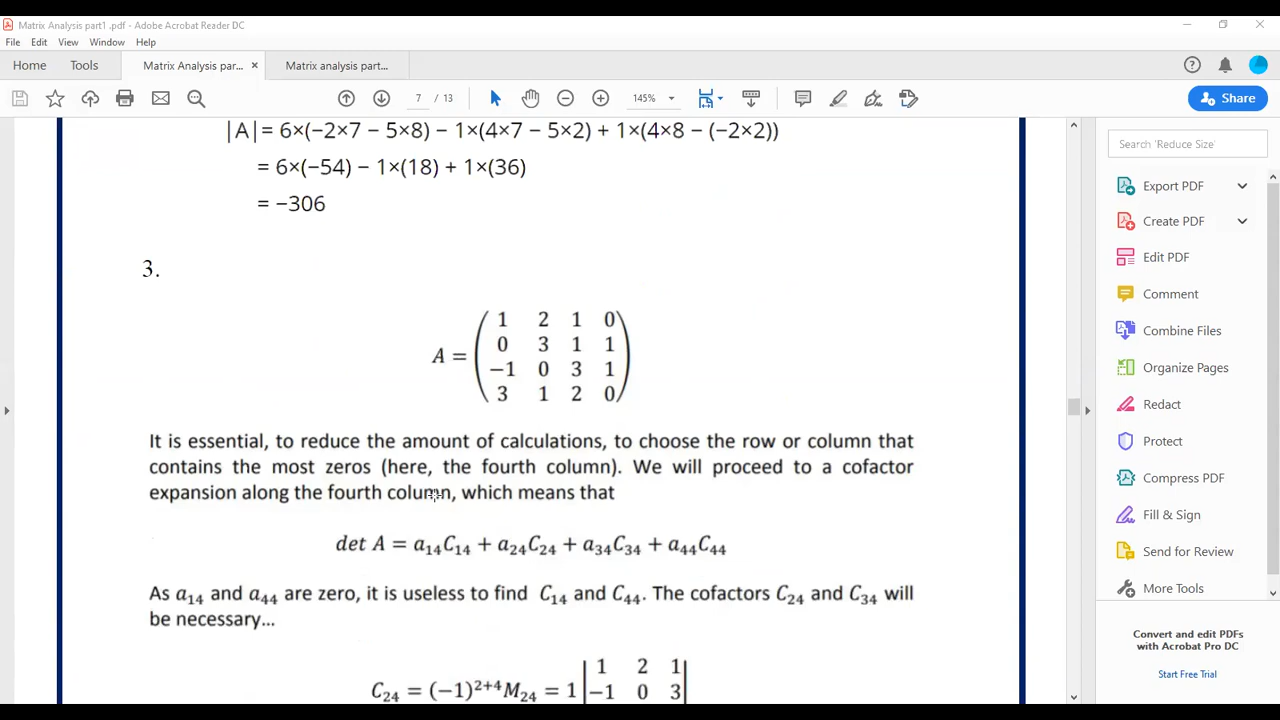 Matrix Analysis part1 .pdf - Adobe Acrobat Reader DC
File Edit View Window Help
Home Tools Matrix Analysis par... × Matrix analysis part...
7 / 13 145% Share
|A| = 6×(−2×7 − 5×8) − 1×(4×7 − 5×2) + 1×(4×8 − (−2×2))
= 6×(−54) − 1×(18) + 1×(36)
= −306
3.
1 2 1 0
0 3 1 1
A =
−1 0 3 1
3 1 2 0
It is essential, to reduce the amount of calculations, to choose the row or column that
contains the most zeros (here, the fourth column). We will proceed to a cofactor
expansion along the fourth column, which means that
det A = a₁₄C₁₄ + a₂₄C₂₄ + a₃₄C₃₄ + a₄₄C₄₄
As a₁₄ and a₄₄ are zero, it is useless to find C₁₄ and C₄₄. The cofactors C₂₄ and C₃₄ will
be necessary...
1 2 1
C₂₄ = (−1)²⁺⁴M₂₄ = 1 |−1 0 3|
Search 'Reduce Size'
Export PDF
Create PDF
Edit PDF
Comment
Combine Files
Organize Pages
Redact
Protect
Compress PDF
Fill & Sign
Send for Review
More Tools
Convert and edit PDFs
with Acrobat Pro DC
Start Free Trial